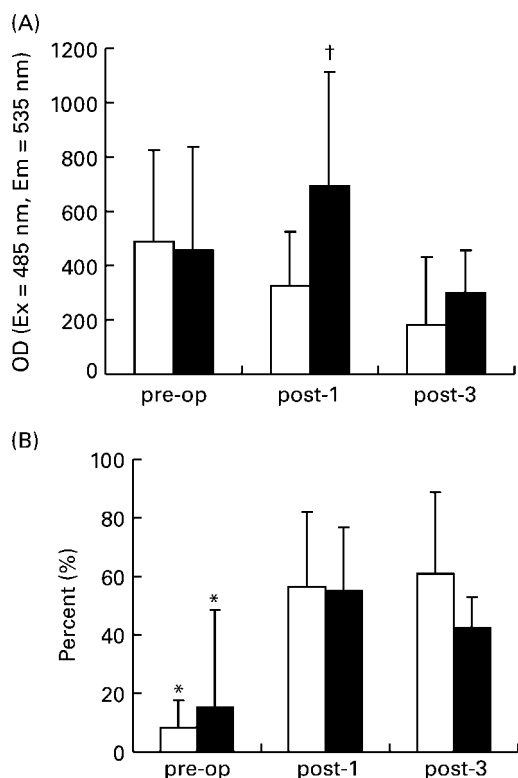 (A)
OD (Ex = 485 nm, Em = 535 nm)
1200
1000
800
600
400
200
0
†
pre-op post-1 post-3
(B)
Percent (%)
100
80
60
40
20
0
*
*
pre-op post-1 post-3